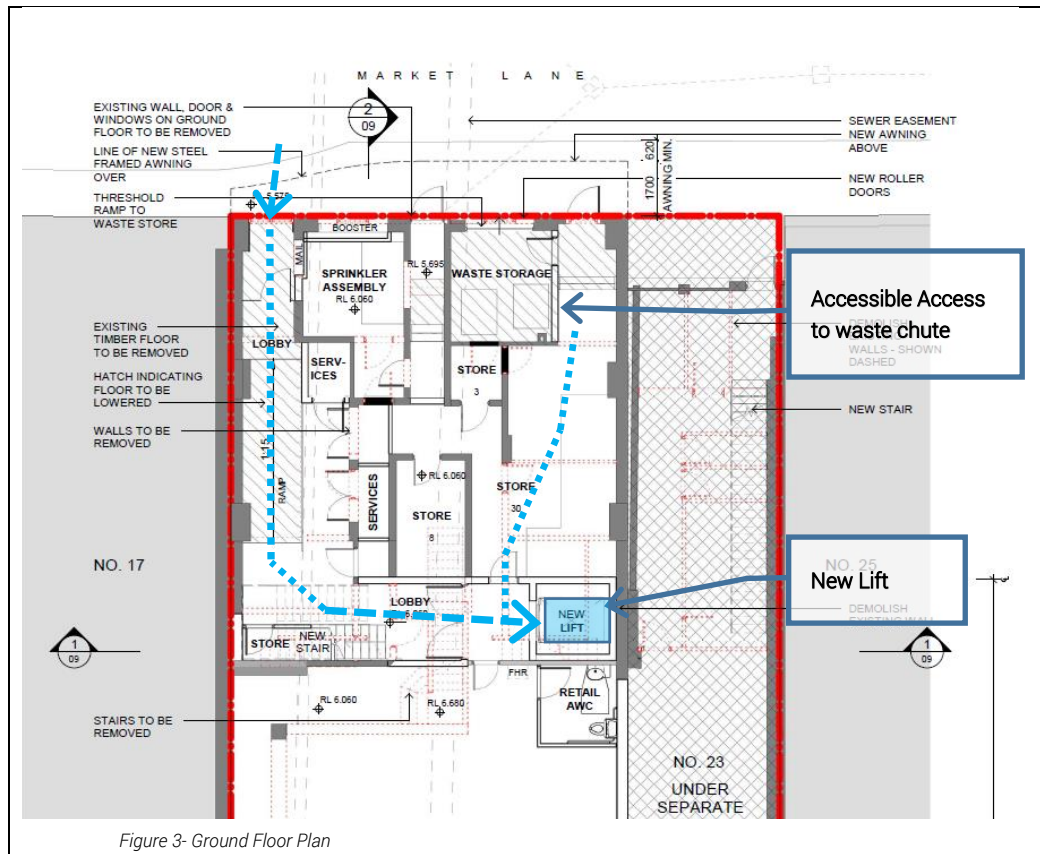 MARKET LANE
EXISTING WALL, DOOR &
WINDOWS ON GROUND
FLOOR TO BE REMOVED
2
09
LINE OF NEW STEEL
FRAMED AWNING
OVER
THRESHOLD
RAMP TO
WASTE STORE
SEWER EASEMENT
NEW AWNING
ABOVE
NEW ROLLER
DOORS
620
1700
AWNING MIN.
BOOSTER
MAIL
SPRINKLER
ASSEMBLY
RL 6.060
RL 5.695
WASTE STORAGE
Accessible Access
to waste chute
DEMOLISH
WALLS - SHOWN
DASHED
EXISTING
TIMBER FLOOR
TO BE REMOVED
LOBBY
SERV-
ICES
STORE
3
HATCH INDICATING
FLOOR TO BE
LOWERED
NEW STAIR
WALLS TO BE
REMOVED
1:15
RAMP
SERVICES
RL 6.060
STORE
8
STORE
30
NO. 17
NO. 25
New Lift
DEMOLISH
LOBBY
NEW
LIFT
STORE
NEW
STAIR
1
09
1
09
FHR
RETAIL
AWC
RL 6.060
RL 6.680
STAIRS TO BE
REMOVED
NO. 23
UNDER
SEPARATE
Figure 3- Ground Floor Plan